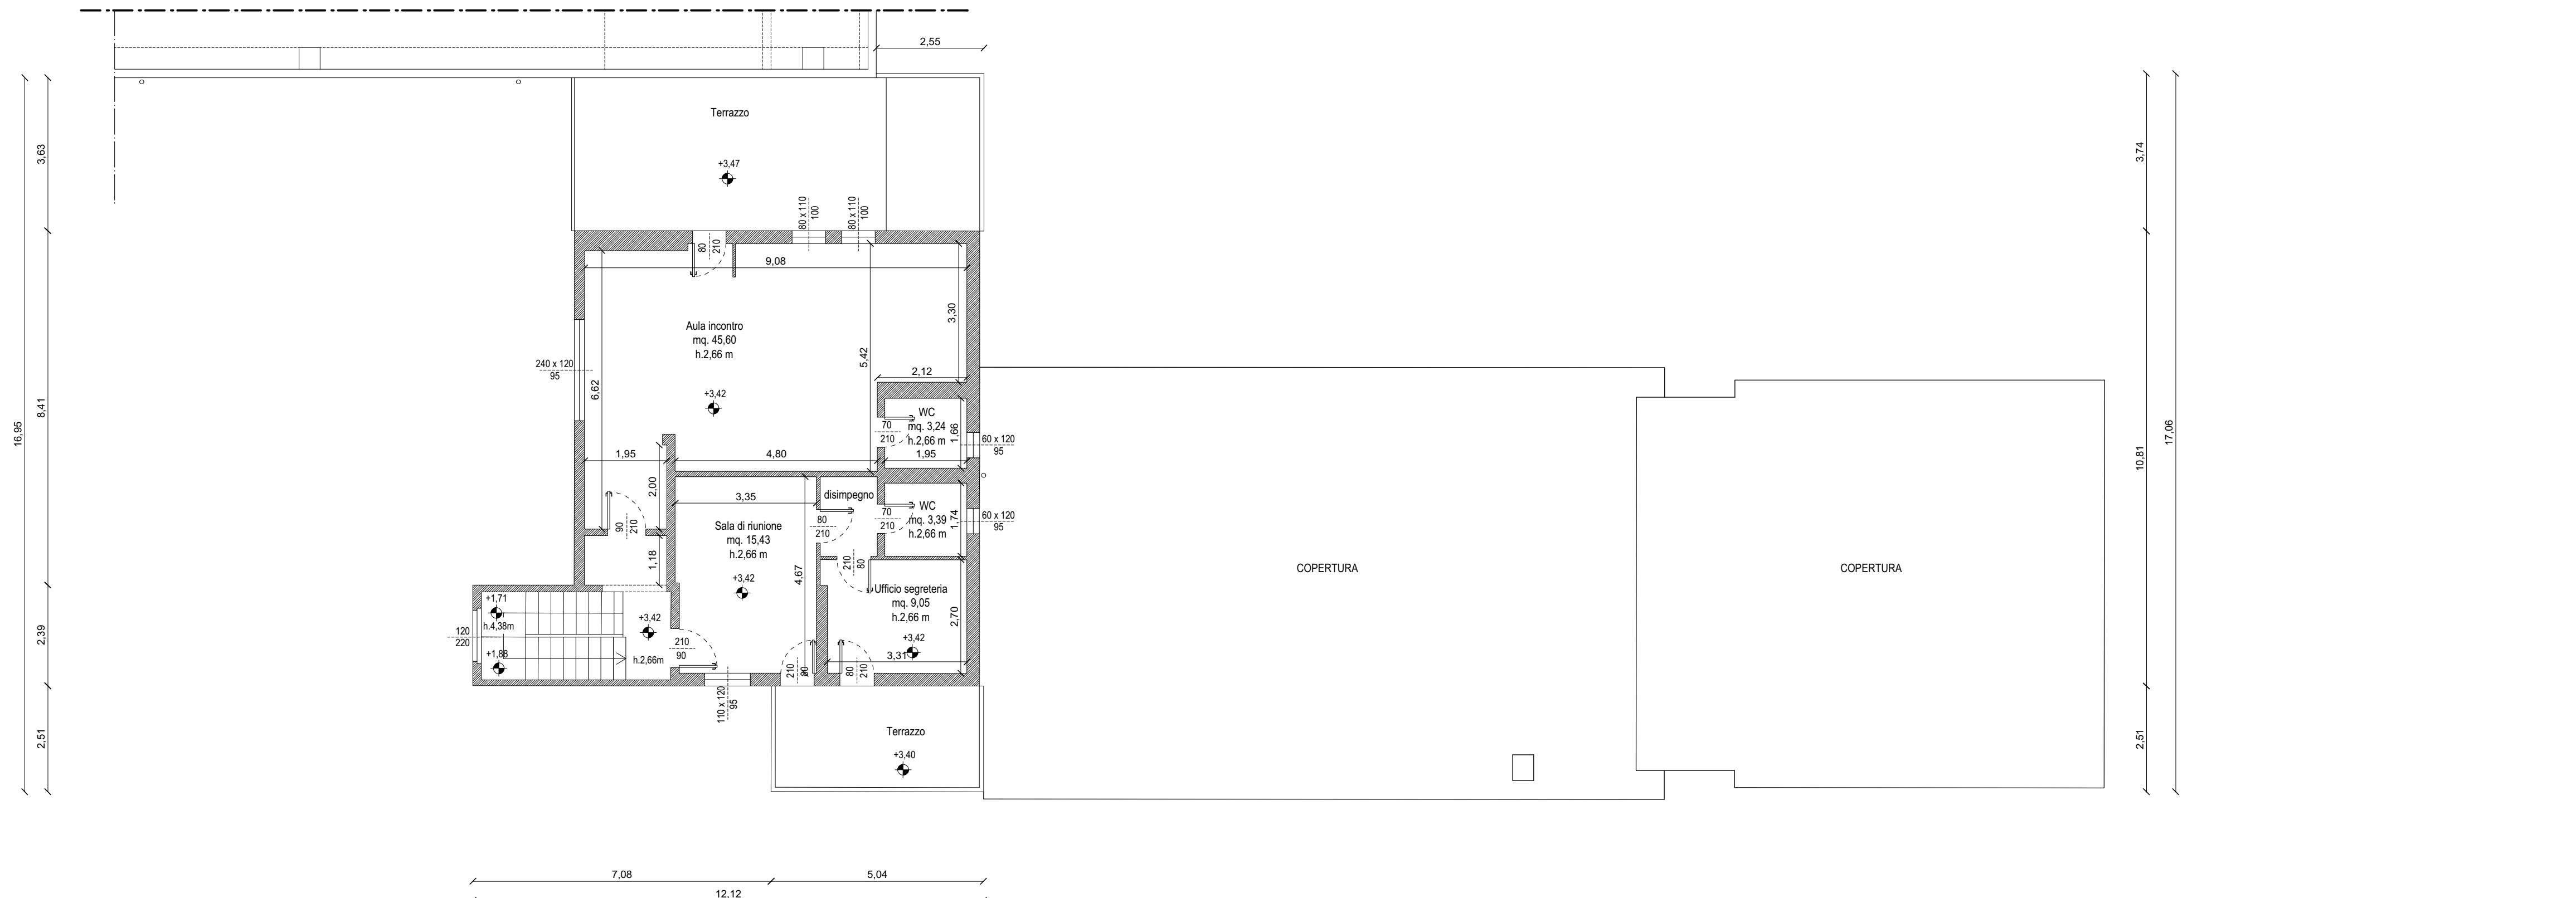 2,55
Terrazzo
+3,47
3,63
3,74
80 x 110
100
80 x 110
100
80
210
9,08
3,30
Aula incontro
mq. 45,60
h.2,66 m
5,42
240 x 120
95
6,62
2,12
+3,42
8,41
16,95
17,06
10,81
WC
mq. 3,24
h.2,66 m
70
210
1,66
60 x 120
95
1,95
4,80
1,95
2,00
3,35
disimpegno
WC
mq. 3,39
h.2,66 m
70
210
1,74
60 x 120
95
90
210
80
210
Sala di riunione
mq. 15,43
h.2,66 m
+3,42
4,67
1,18
210
80
Ufficio segreteria
mq. 9,05
h.2,66 m
+3,42
2,70
3,31
COPERTURA
COPERTURA
+1,71
h.4,38m
+1,88
+3,42
h.2,66m
120
220
2,39
210
90
210
80
80
210
110 x 120
95
2,51
2,51
Terrazzo
+3,40
7,08
5,04
12,12